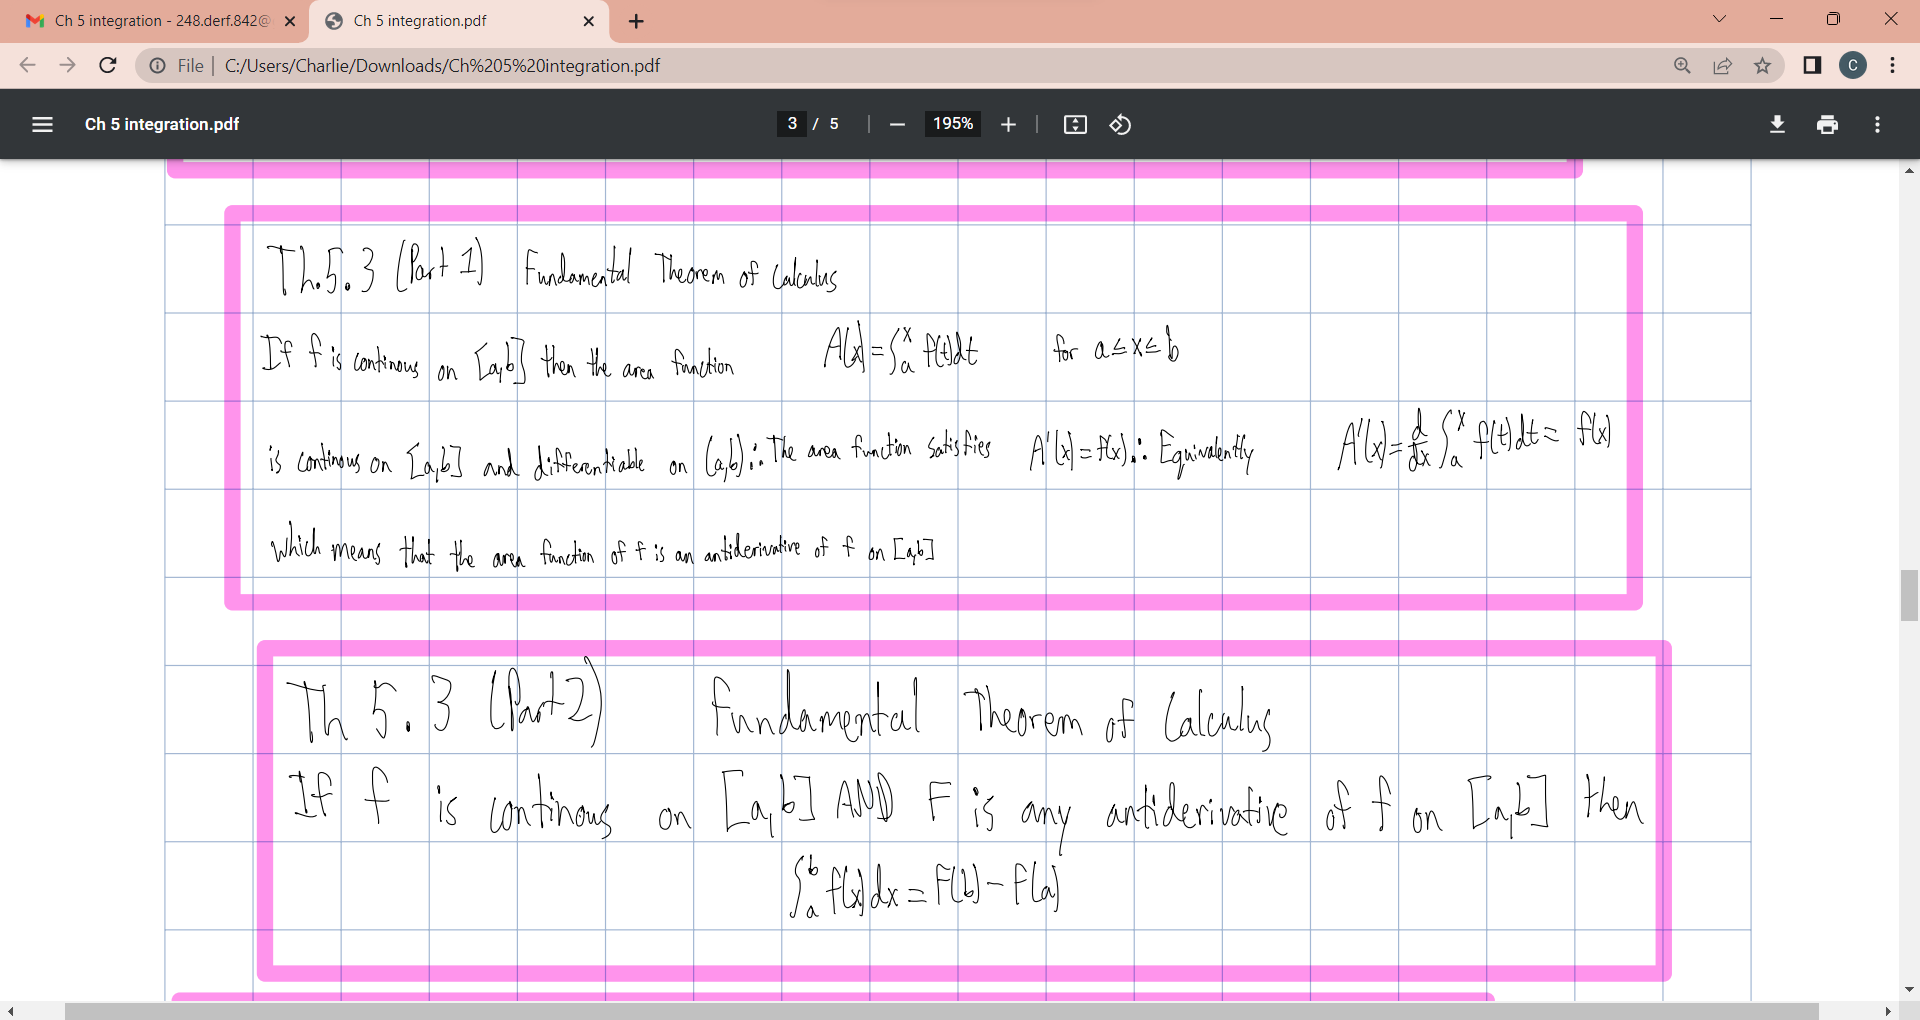 Ch 5 integration - 248.derf.842@
Ch 5 integration.pdf
File | C:/Users/Charlie/Downloads/Ch%205%20integration.pdf
C
Ch 5 integration.pdf
3 / 5
195%
Th.5.3 (Part 1) Fundamental Theorem of Calculus
If f is continous on [a,b] then the area function A(x)=∫ₐˣ f(t)dt for a≤x≤b
is continous on [a,b] and differentiable on (a,b)∴ The area function satisfies A'(x)=f(x)∴ Equivalently A'(x)=d/dx ∫ₐˣ f(t)dt= f(x)
which means that the area function of f is an antiderivative of f on [a,b]
Th 5.3 (Part 2) Fundamental Theorem of Calculus
If f is continous on [a,b] AND F is any antiderivative of f on [a,b] then
∫ₐᵇ f(x)dx = F(b) - F(a)